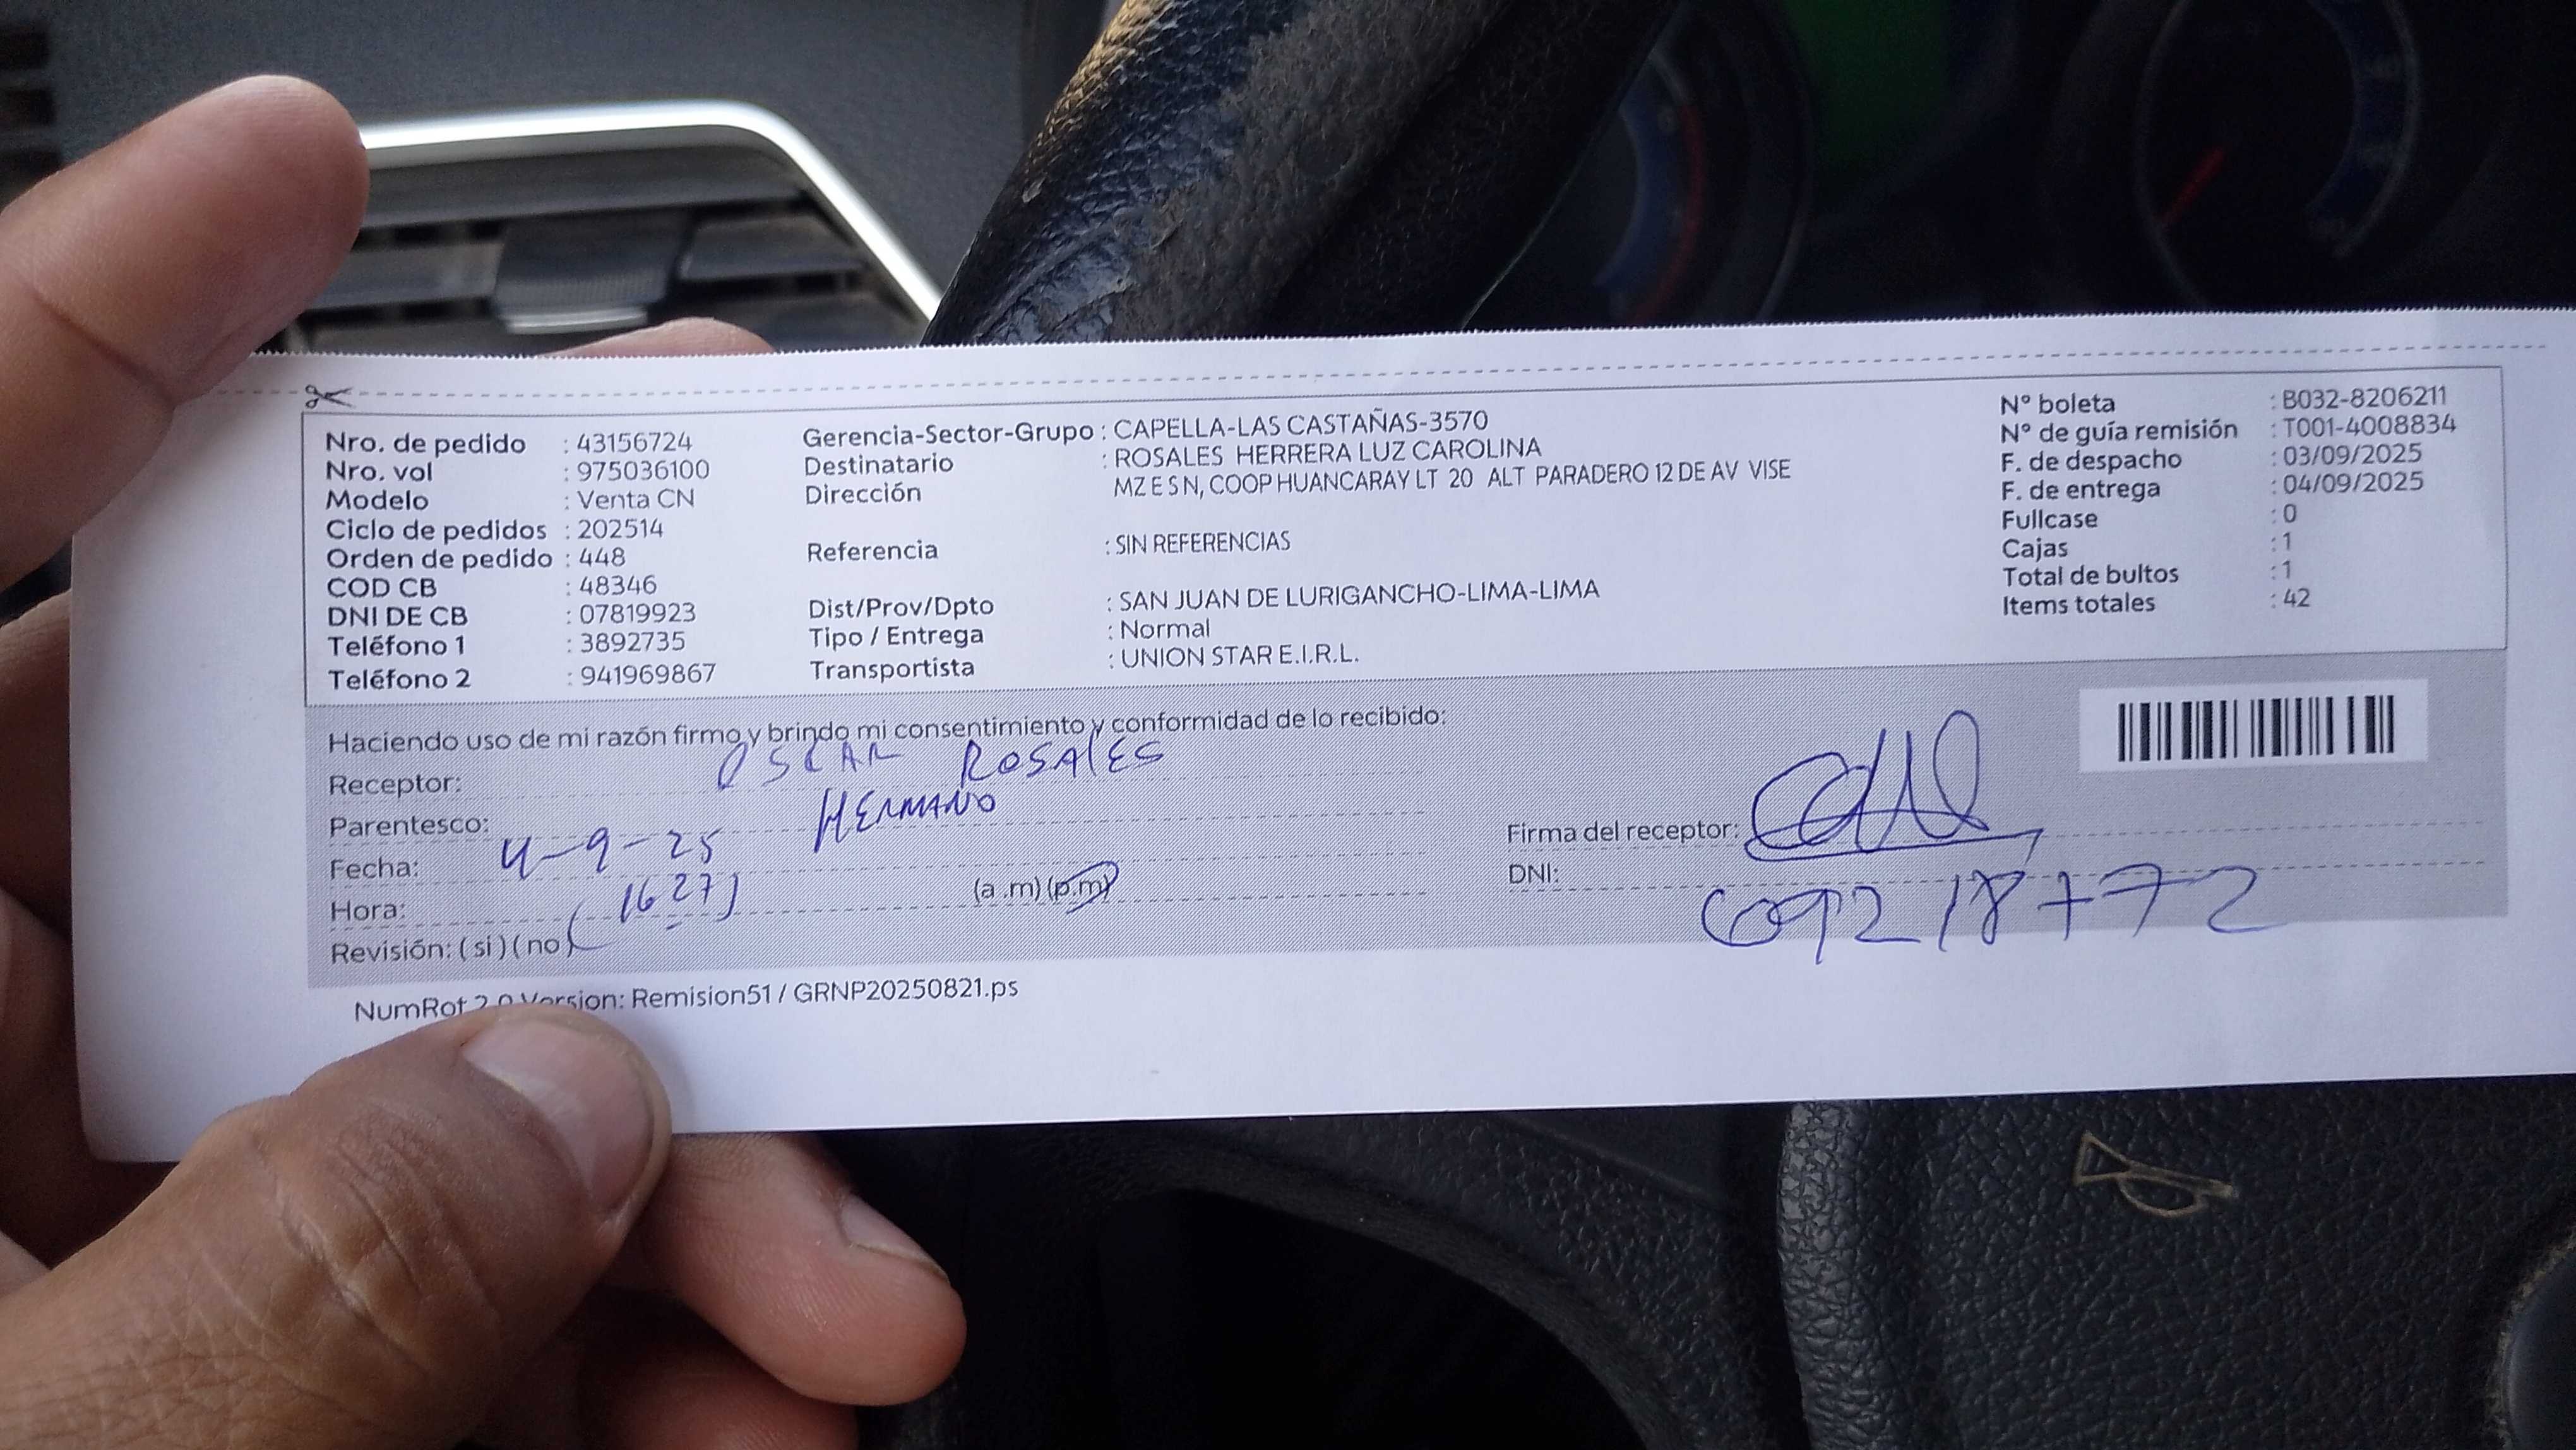 Nro. de pedido : 43156724
Nro. vol : 975036100
Modelo : Venta CN
Ciclo de pedidos : 202514
Orden de pedido : 448
COD CB : 48346
DNI DE CB : 07819923
Teléfono 1 : 3892735
Teléfono 2 : 941969867
Gerencia-Sector-Grupo : CAPELLA-LAS CASTAÑAS-3570
Destinatario : ROSALES HERRERA LUZ CAROLINA
Dirección MZ E S N, COOP HUANCARAY LT 20 ALT PARADERO 12 DE AV VISE
Referencia : SIN REFERENCIAS
Dist/Prov/Dpto : SAN JUAN DE LURIGANCHO-LIMA-LIMA
Tipo / Entrega : Normal
Transportista : UNION STAR E.I.R.L.
N° boleta : B032-8206211
N° de guía remisión : T001-4008834
F. de despacho : 03/09/2025
F. de entrega : 04/09/2025
Fullcase : 0
Cajas : 1
Total de bultos : 1
Items totales : 42
Haciendo uso de mi razón firmo y brindo mi consentimiento y conformidad de lo recibido:
Receptor: OSCAR ROSALES
Parentesco: HERMANO
Fecha: 4-9-25
Hora: (16 27) (a .m) (p.m)
Revisión: ( si ) ( no )
Firma del receptor:
DNI:
NumRot 2.0 Version: Remision51 / GRNP20250821.ps